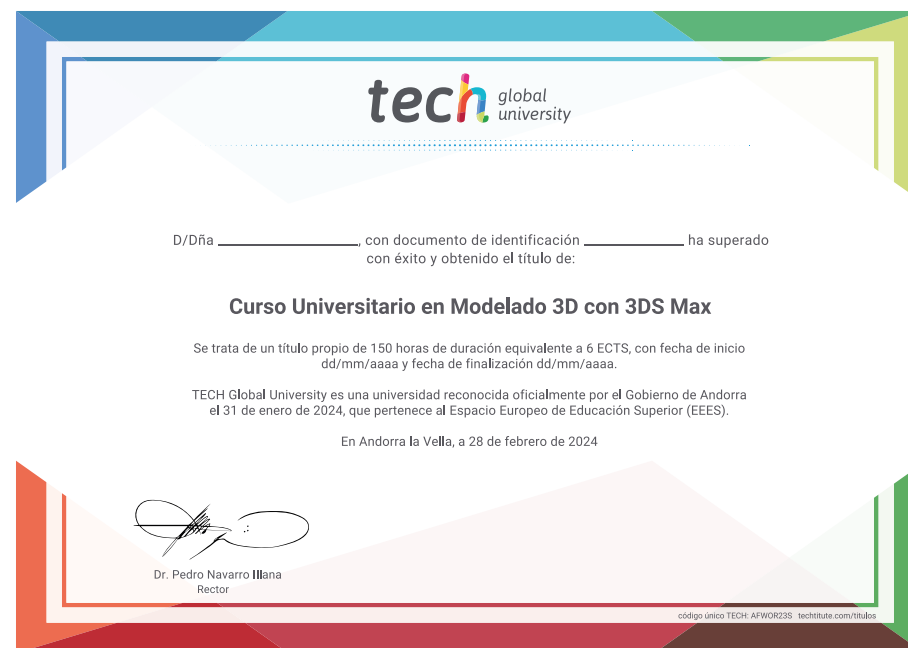 tech global university
D/Dña ____________________, con documento de identificación ______________ ha superado
con éxito y obtenido el título de:
Curso Universitario en Modelado 3D con 3DS Max
Se trata de un título propio de 150 horas de duración equivalente a 6 ECTS, con fecha de inicio
dd/mm/aaaa y fecha de finalización dd/mm/aaaa.
TECH Global University es una universidad reconocida oficialmente por el Gobierno de Andorra
el 31 de enero de 2024, que pertenece al Espacio Europeo de Educación Superior (EEES).
En Andorra la Vella, a 28 de febrero de 2024
Dr. Pedro Navarro Illana
Rector
código único TECH: AFWOR23S techtitute.com/titulos